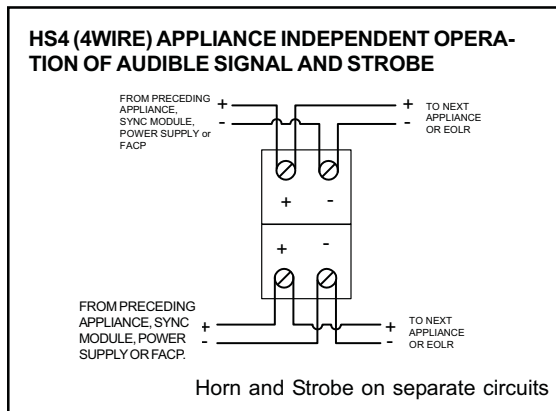 HS4 (4WIRE) APPLIANCE INDEPENDENT OPERA-
TION OF AUDIBLE SIGNAL AND STROBE
FROM PRECEDING
APPLIANCE,
SYNC MODULE,
POWER SUPPLY or
FACP
+
-
+
-
TO NEXT
APPLIANCE
OR EOLR
+ -
+ -
FROM PRECEDING
APPLIANCE, SYNC
MODULE, POWER
SUPPLY OR FACP.
+
-
+
-
TO NEXT
APPLIANCE
OR EOLR
Horn and Strobe on separate circuits